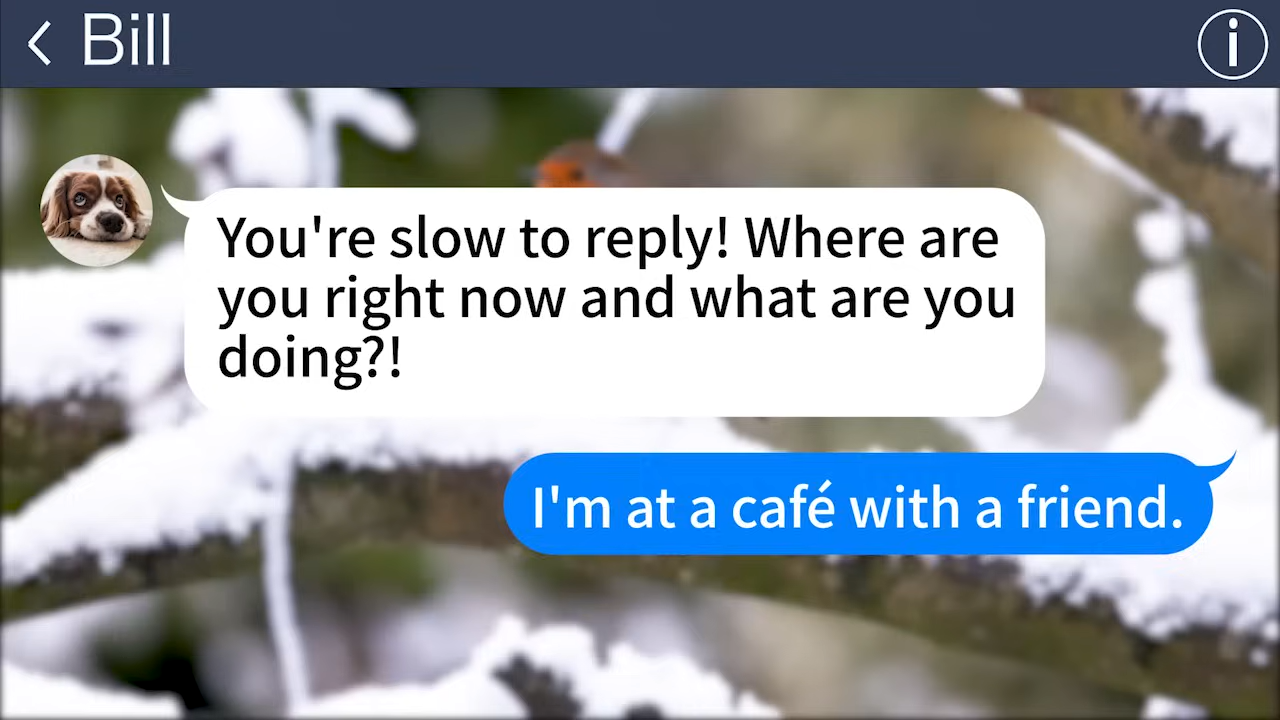 Bill
You're slow to reply! Where are
you right now and what are you
doing?!
I'm at a café with a friend.